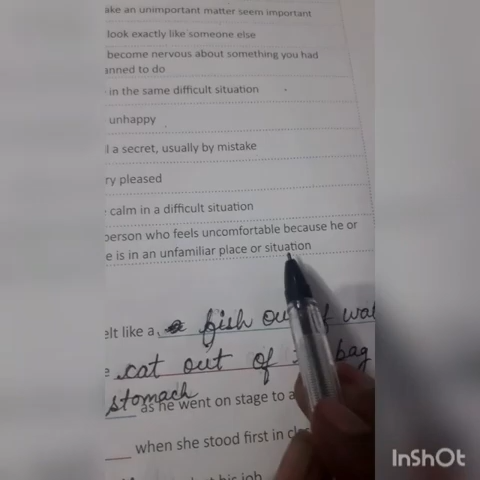 ake an unimportant matter seem important
look exactly like someone else
become nervous about something you had
anned to do
in the same difficult situation
unhappy
l a secret, usually by mistake
ry pleased
calm in a difficult situation
person who feels uncomfortable because he or
e is in an unfamiliar place or situation
elt like a fish ou f wat
e cat out of bag
stomach
as he went on stage to a
when she stood first in cl
his job
InShOt